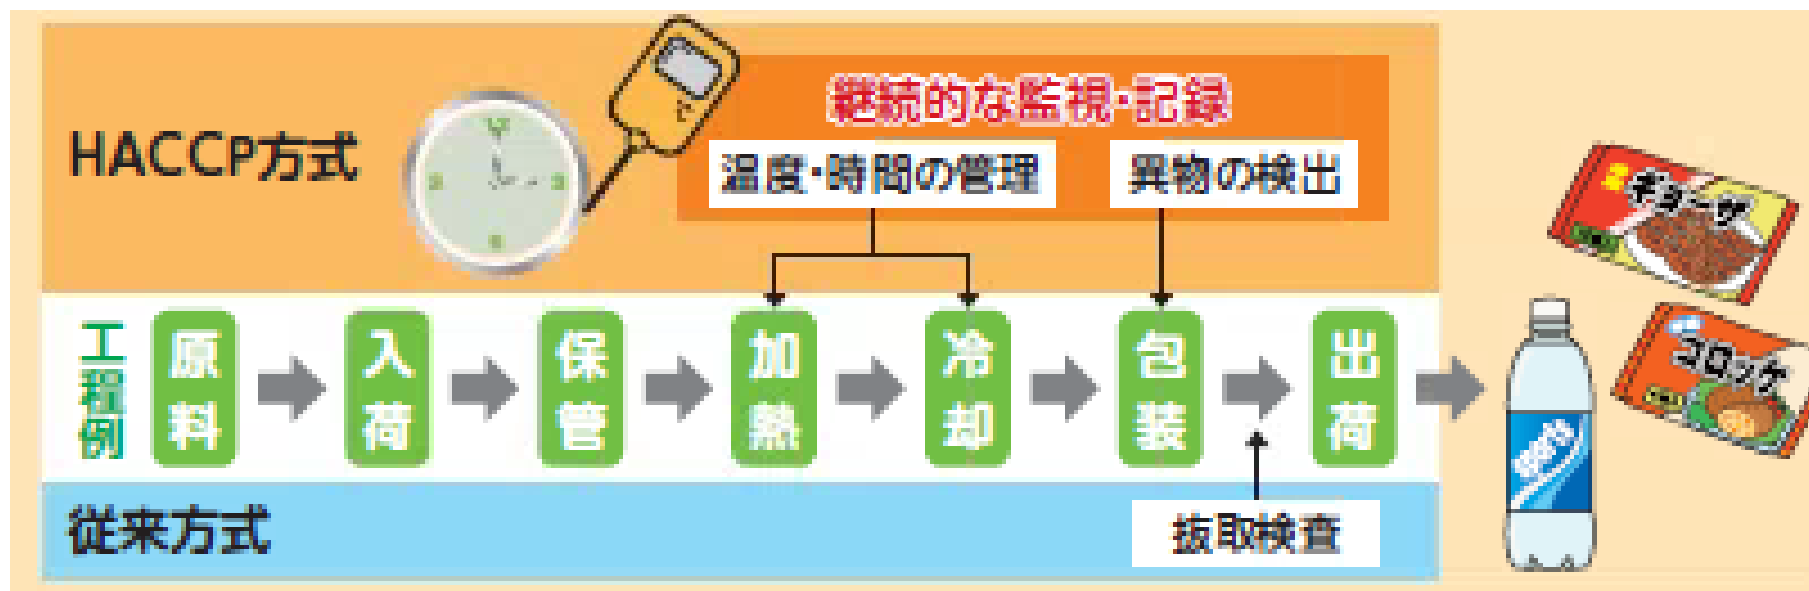 継続的な監視・記録
HACCP方式
温度・時間の管理
異物の検出
ギョーザ
工程例
原料
入荷
保管
加熱
冷却
包装
出荷
コロッケ
従来方式
抜取検査